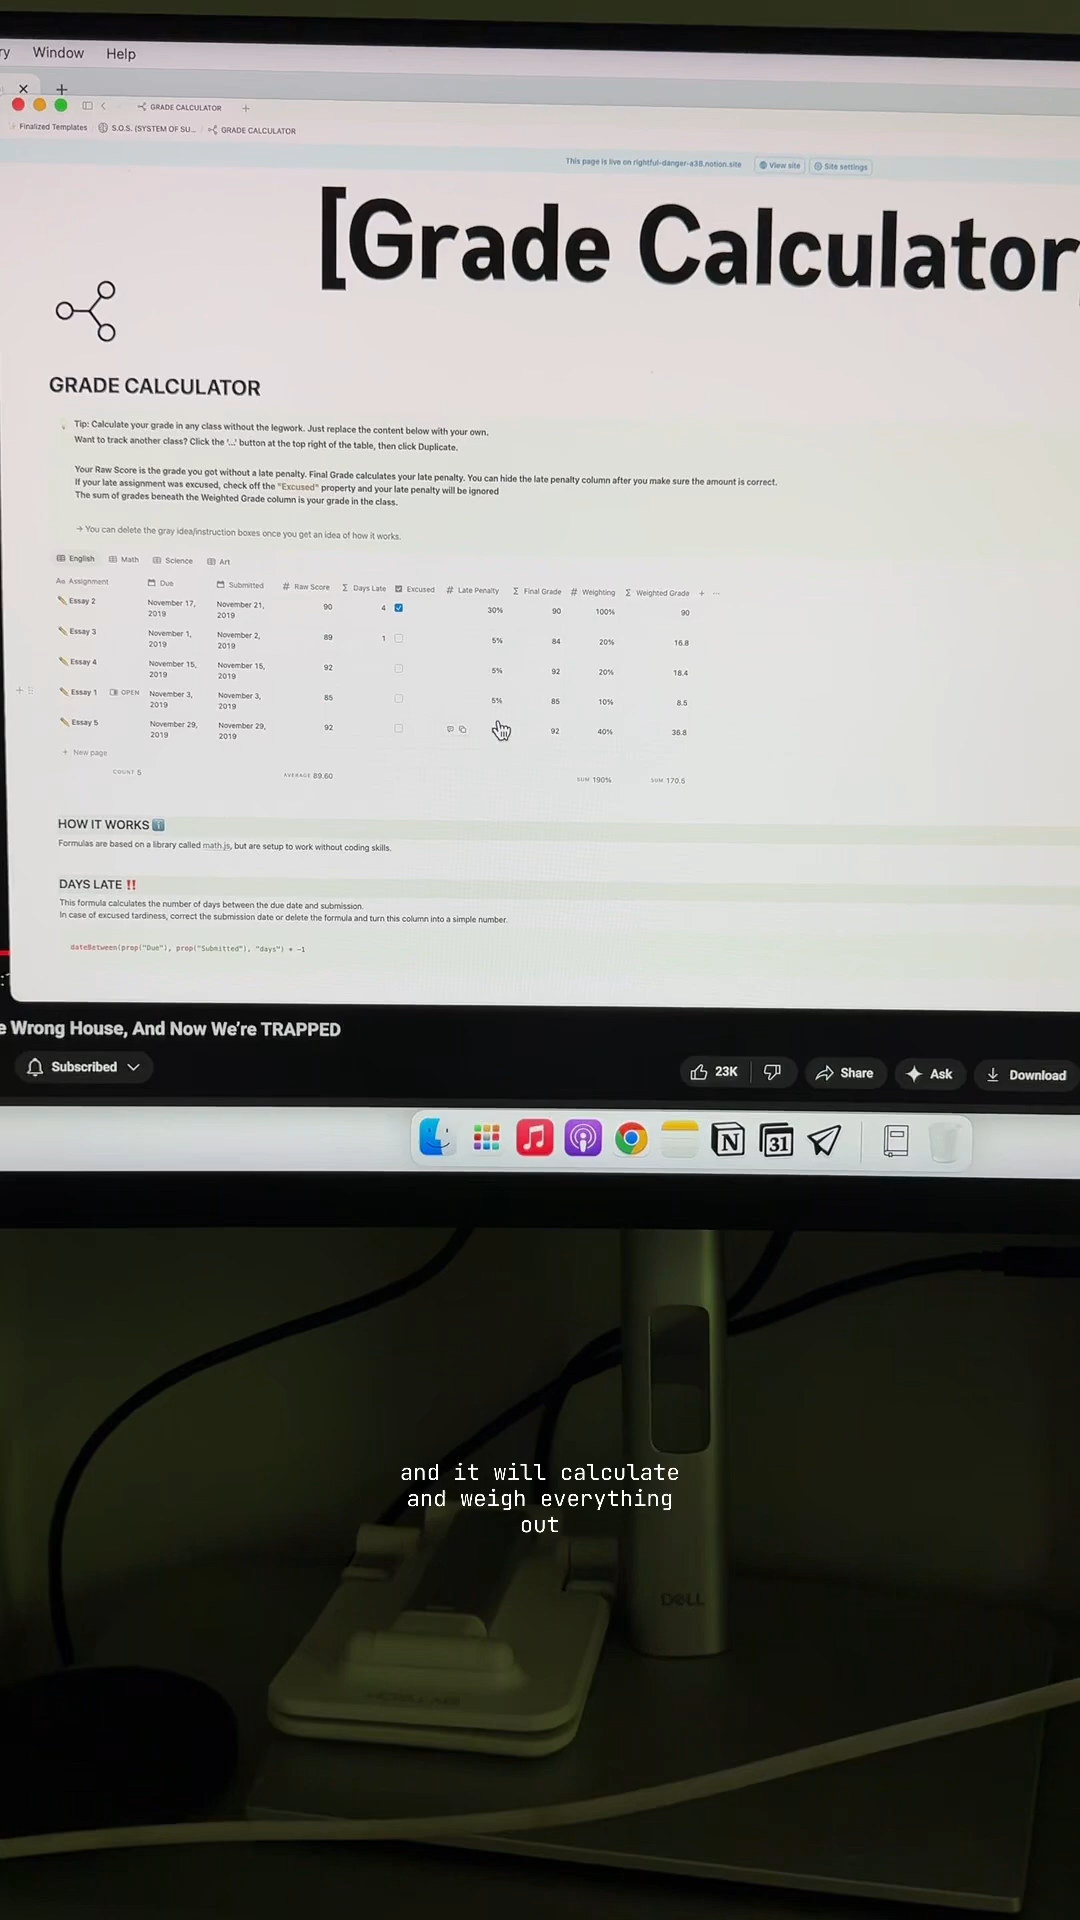 Window Help
GRADE CALCULATOR
Finalized Templates S.O.S. (SYSTEM OF SU... / GRADE CALCULATOR
This page is live on rightful-danger-a38.notion.site View site Site settings
[Grade Calculator
GRADE CALCULATOR
Tip: Calculate your grade in any class without the legwork. Just replace the content below with your own.
Want to track another class? Click the '...' button at the top right of the table, then click Duplicate.
Your Raw Score is the grade you got without a late penalty. Final Grade calculates your late penalty. You can hide the late penalty column after you make sure the amount is correct.
If your late assignment was excused, check off the "Excused" property and your late penalty will be ignored
The sum of grades beneath the Weighted Grade column is your grade in the class.
→ You can delete the gray idea/instruction boxes once you get an idea of how it works.
English Math Science Art
Aa Assignment Due Submitted # Raw Score Σ Days Late Excused # Late Penalty Σ Final Grade # Weighting Σ Weighted Grade + ...
Essay 2 November 17, 2019 November 21, 2019 90 4 30% 90 100% 90
Essay 3 November 1, 2019 November 2, 2019 89 1 5% 84 20% 16.8
Essay 4 November 15, 2019 November 15, 2019 92 5% 92 20% 18.4
Essay 1 OPEN November 3, 2019 November 3, 2019 85 5% 85 10% 8.5
Essay 5 November 29, 2019 November 29, 2019 92 92 40% 36.8
+ New page
COUNT 5 AVERAGE 89.60 SUM 190% SUM 170.5
HOW IT WORKS
Formulas are based on a library called math.js, but are setup to work without coding skills.
DAYS LATE ‼️
This formula calculates the number of days between the due date and submission.
In case of excused tardiness, correct the submission date or delete the formula and turn this column into a simple number.
dateBetween(prop("Due"), prop("Submitted"), "days") * -1
Wrong House, And Now We're TRAPPED
Subscribed 23K Share Ask Download
N 31
and it will calculate
and weigh everything
out
DELL